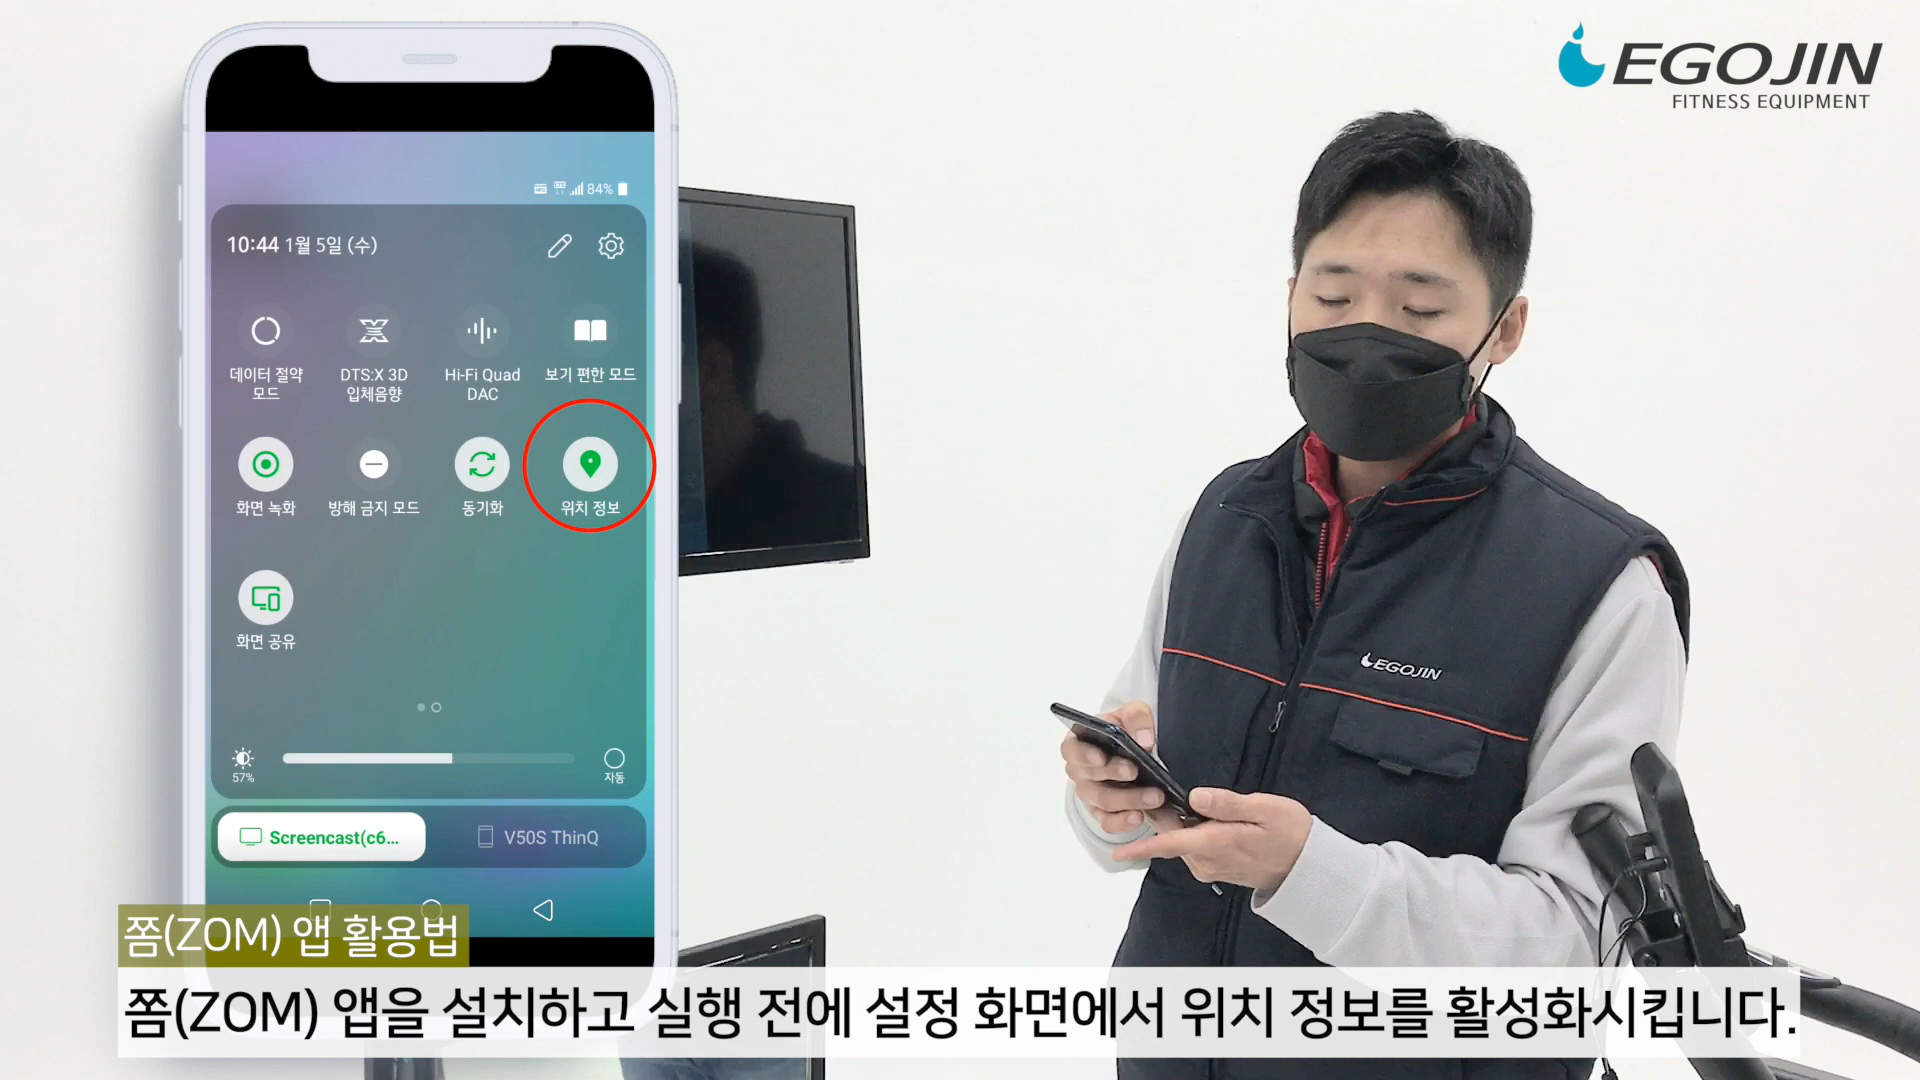 EGOJIN
FITNESS EQUIPMENT
84%
10:44 1월 5일 (수)
데이터 절약
모드
DTS:X 3D
입체음향
Hi-Fi Quad
DAC
보기 편한 모드
화면 녹화
방해 금지 모드
동기화
위치 정보
화면 공유
57%
자동
Screencast(c6...
V50S ThinQ
EGOJIN
쫌(ZOM) 앱 활용법
쫌(ZOM) 앱을 설치하고 실행 전에 설정 화면에서 위치 정보를 활성화시킵니다.